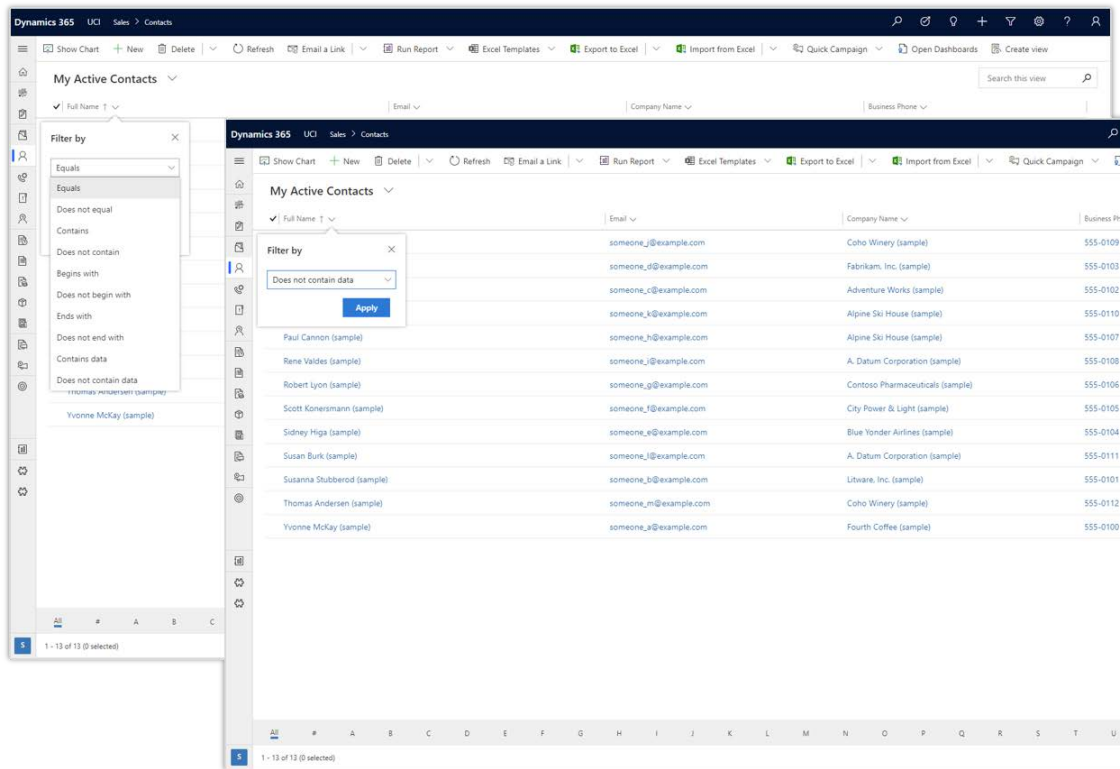 Dynamics 365 UCI Sales > Contacts
Show Chart New Delete Refresh Email a Link Run Report Excel Templates Export to Excel Import from Excel Quick Campaign Open Dashboards Create view
My Active Contacts
Search this view
Full Name ↑ Email Company Name Business Phone
Filter by
Equals
Equals
Does not equal
Contains
Does not contain
Begins with
Does not begin with
Ends with
Does not end with
Contains data
Does not contain data
Thomas Andersen (sample)
Yvonne McKay (sample)
All # A B C
S
1 - 13 of 13 (0 selected)
Dynamics 365 UCI Sales > Contacts
Show Chart New Delete Refresh Email a Link Run Report Excel Templates Export to Excel Import from Excel Quick Campaign
My Active Contacts
Full Name ↑ Email Company Name Business Ph
Filter by
Does not contain data
Apply
someone_j@example.com Coho Winery (sample) 555-0109
someone_d@example.com Fabrikam, Inc. (sample) 555-0103
someone_c@example.com Adventure Works (sample) 555-0102
someone_k@example.com Alpine Ski House (sample) 555-0110
Paul Cannon (sample) someone_h@example.com Alpine Ski House (sample) 555-0107
Rene Valdes (sample) someone_i@example.com A. Datum Corporation (sample) 555-0108
Robert Lyon (sample) someone_g@example.com Contoso Pharmaceuticals (sample) 555-0106
Scott Konersmann (sample) someone_f@example.com City Power & Light (sample) 555-0105
Sidney Higa (sample) someone_e@example.com Blue Yonder Airlines (sample) 555-0104
Susan Burk (sample) someone_l@example.com A. Datum Corporation (sample) 555-0111
Susanna Stubberod (sample) someone_b@example.com Litware, Inc. (sample) 555-0101
Thomas Andersen (sample) someone_m@example.com Coho Winery (sample) 555-0112
Yvonne McKay (sample) someone_a@example.com Fourth Coffee (sample) 555-0100
All # A B C D E F G H I J K L M N O P Q R S T U
S
1 - 13 of 13 (0 selected)